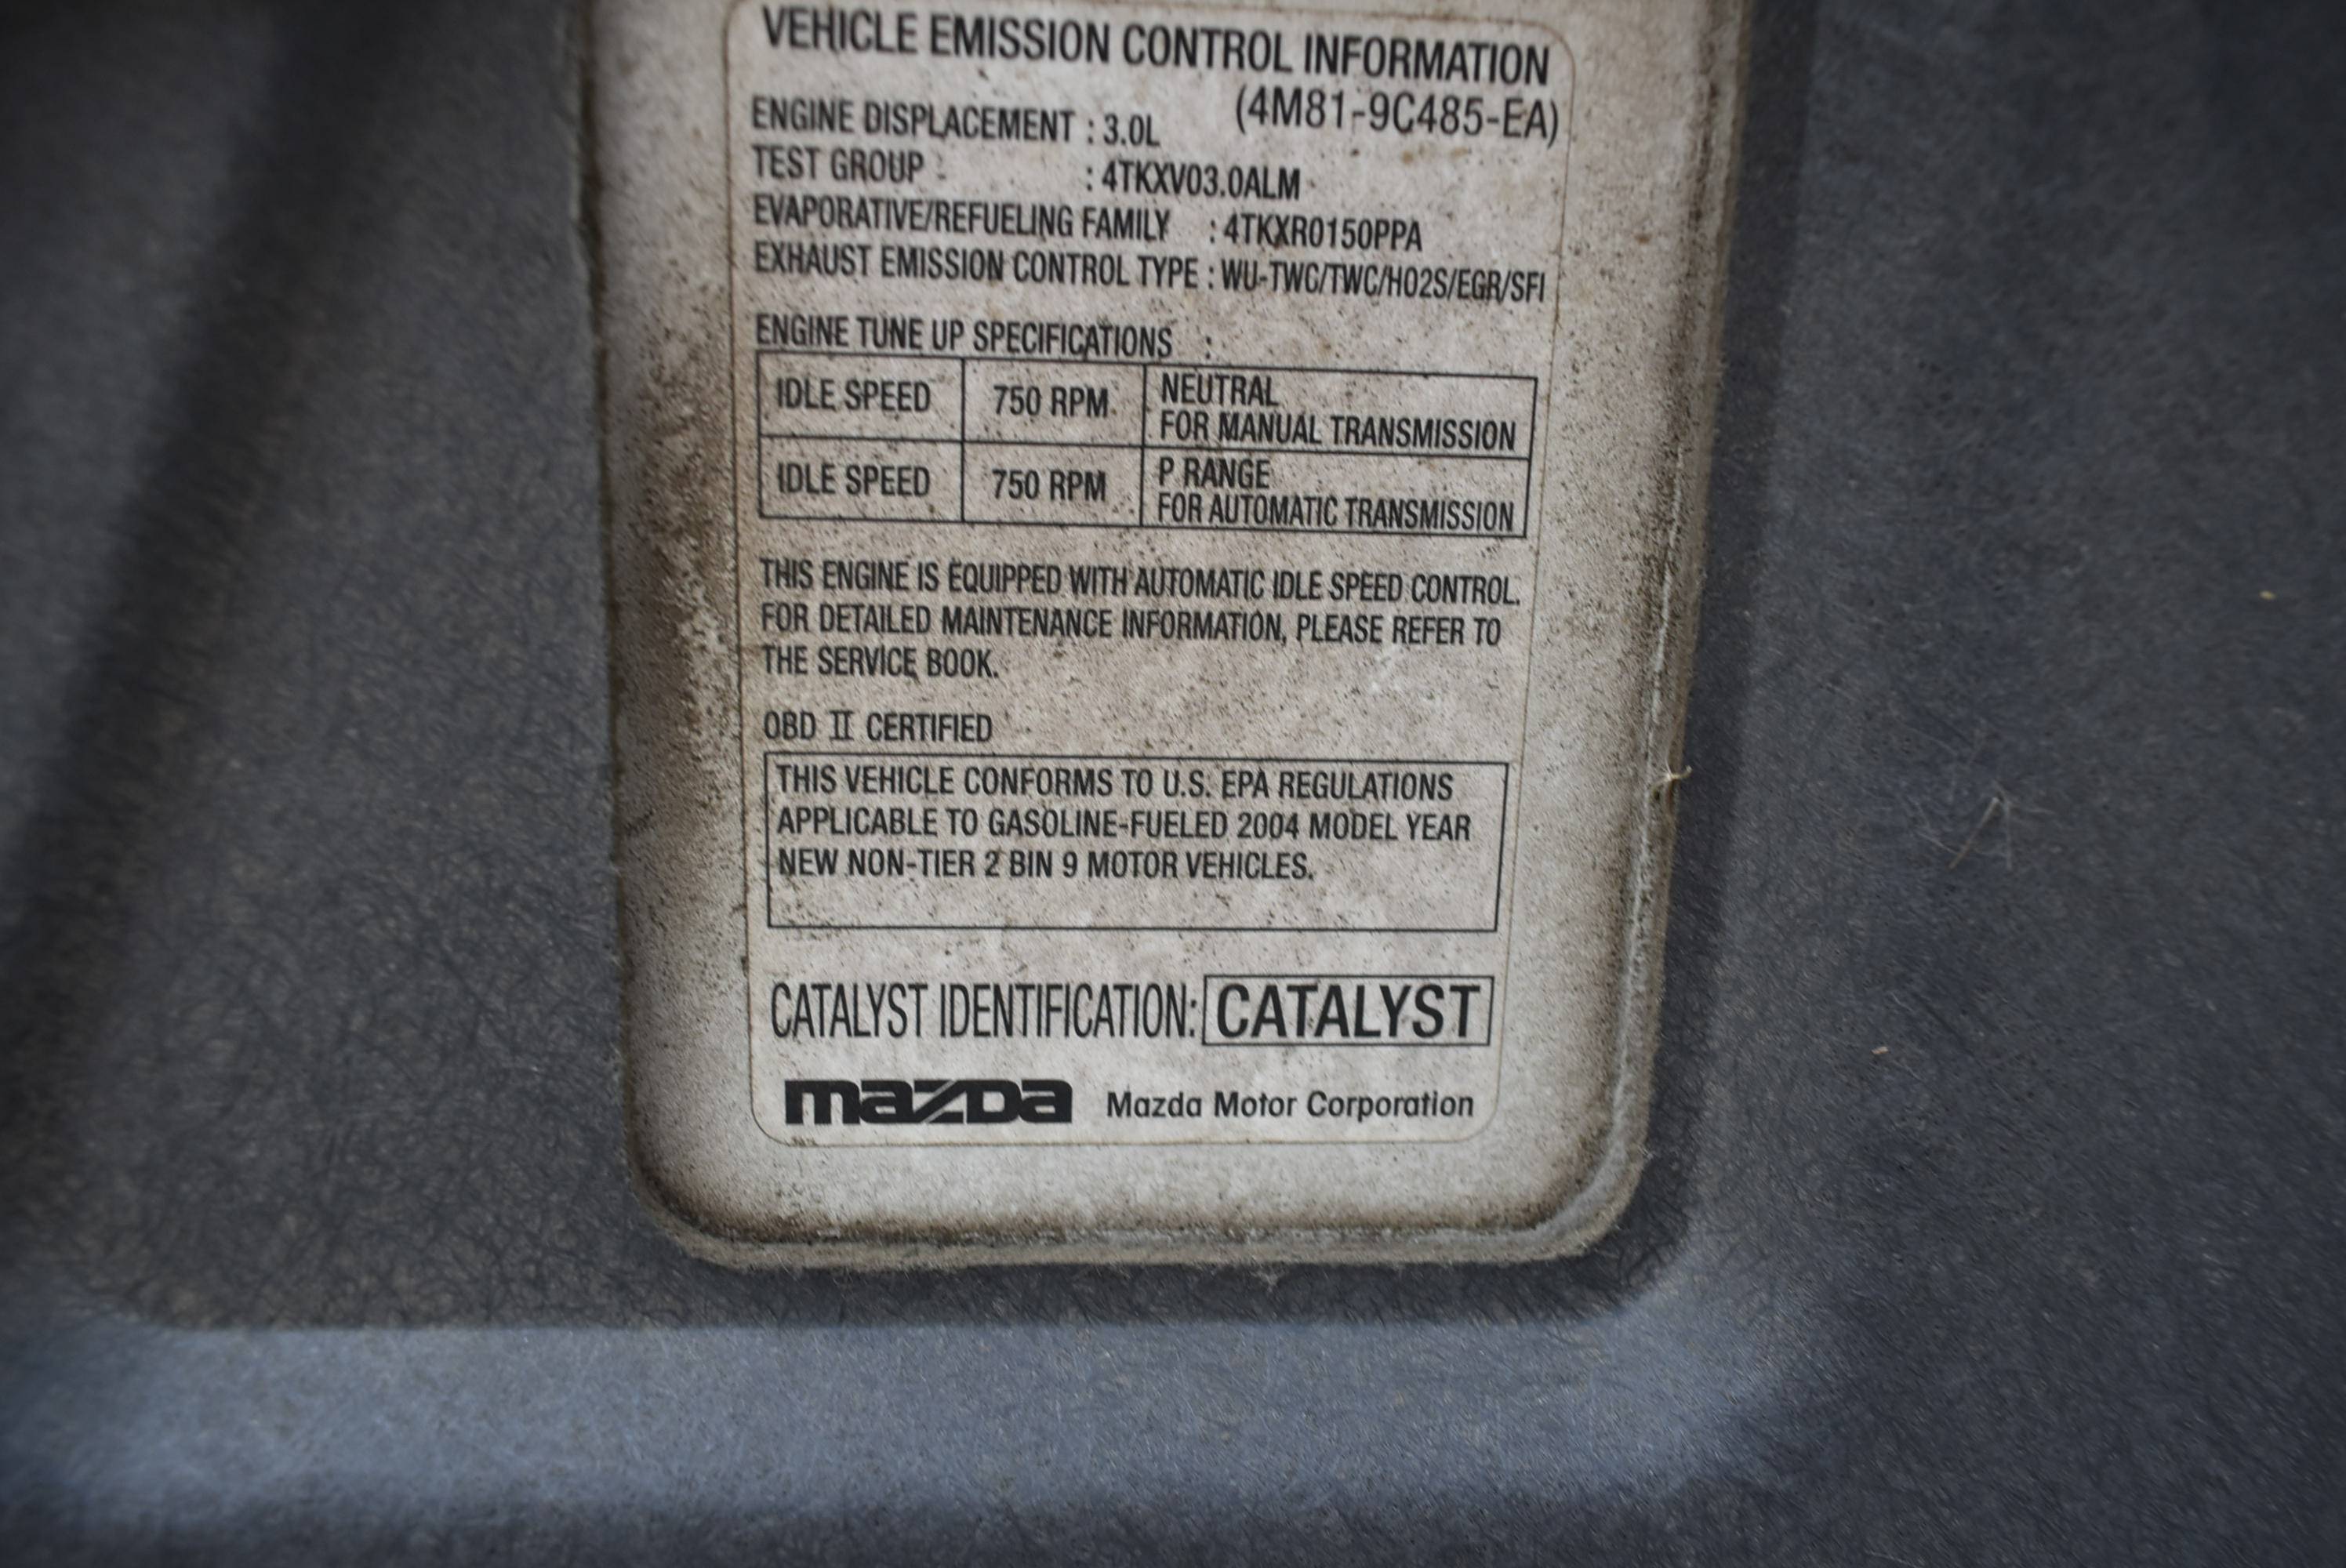 VEHICLE EMISSION CONTROL INFORMATION
(4M81-9C485-EA)
ENGINE DISPLACEMENT : 3.0L
TEST GROUP : 4TKXV03.0ALM
EVAPORATIVE/REFUELING FAMILY : 4TKXR0150PPA
EXHAUST EMISSION CONTROL TYPE : WU-TWC/TWC/HO2S/EGR/SFI
ENGINE TUNE UP SPECIFICATIONS :
IDLE SPEED 750 RPM NEUTRAL
FOR MANUAL TRANSMISSION
IDLE SPEED 750 RPM P RANGE
FOR AUTOMATIC TRANSMISSION
THIS ENGINE IS EQUIPPED WITH AUTOMATIC IDLE SPEED CONTROL.
FOR DETAILED MAINTENANCE INFORMATION, PLEASE REFER TO
THE SERVICE BOOK.
OBD II CERTIFIED
THIS VEHICLE CONFORMS TO U.S. EPA REGULATIONS
APPLICABLE TO GASOLINE-FUELED 2004 MODEL YEAR
NEW NON-TIER 2 BIN 9 MOTOR VEHICLES.
CATALYST IDENTIFICATION: CATALYST
mazda Mazda Motor Corporation